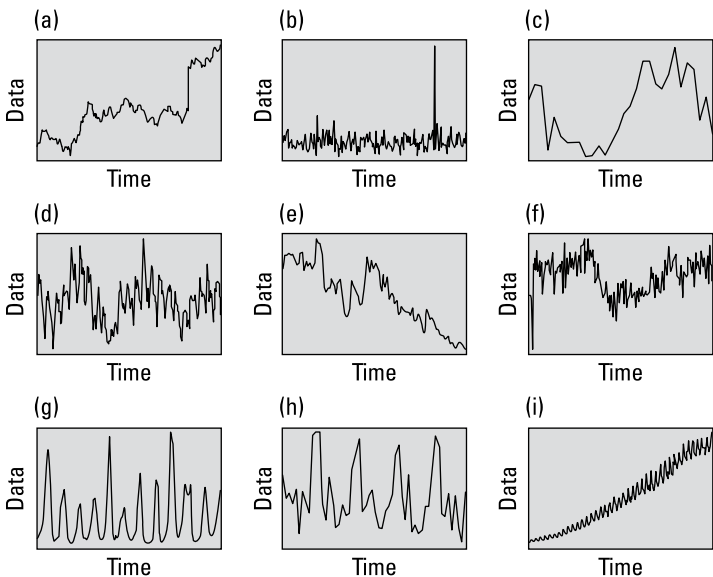 (a) (b) (c)
Data Data Data
Time Time Time
(d) (e) (f)
Data Data Data
Time Time Time
(g) (h) (i)
Data Data Data
Time Time Time